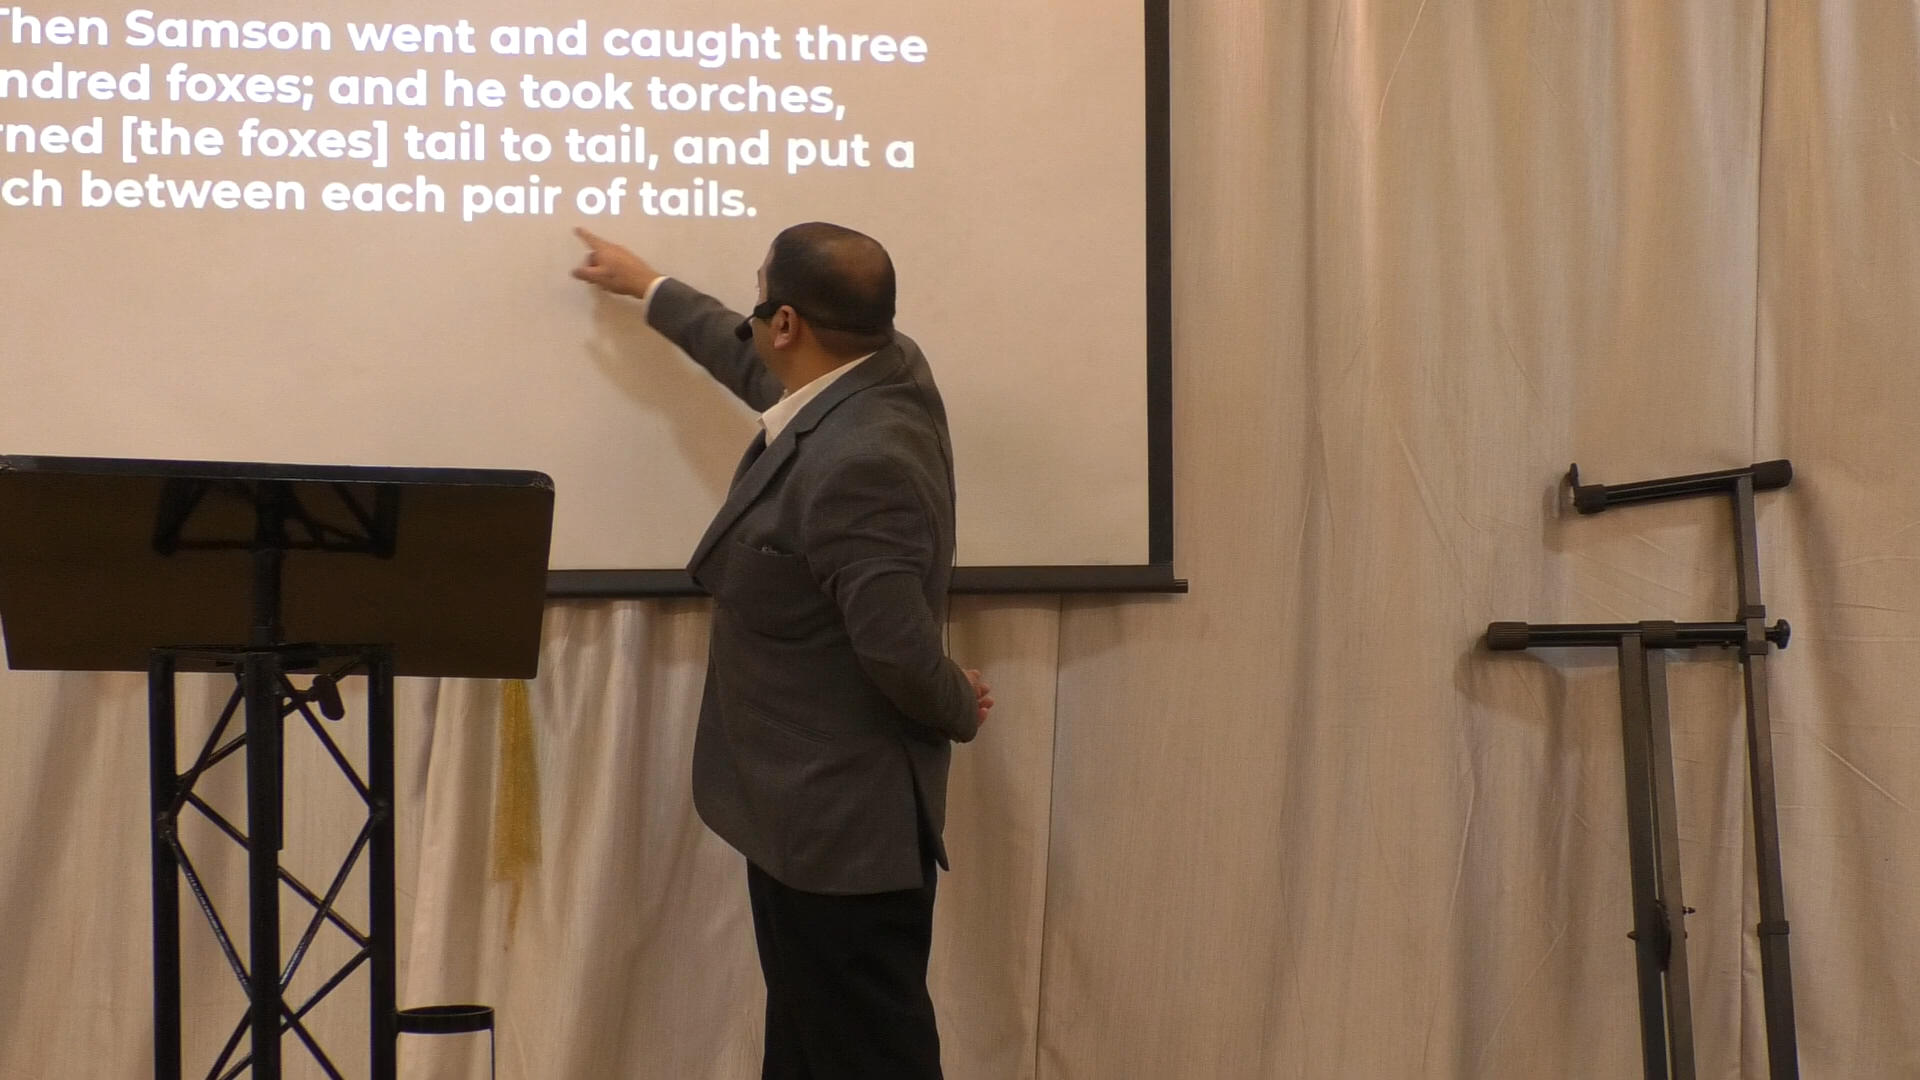 Then Samson went and caught three
ndred foxes; and he took torches,
rned [the foxes] tail to tail, and put a
ch between each pair of tails.